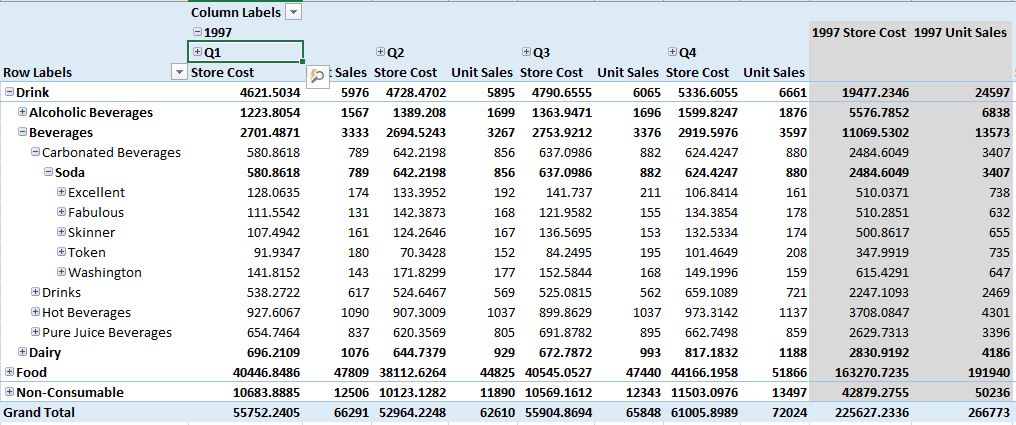 Column Labels
1997 1997 Store Cost 1997 Unit Sales
Q1 Q2 Q3 Q4
Row Labels Store Cost t Sales Store Cost Unit Sales Store Cost Unit Sales Store Cost Unit Sales
Drink 4621.5034 5976 4728.4702 5895 4790.6555 6065 5336.6055 6661 19477.2346 24597
Alcoholic Beverages 1223.8054 1567 1389.208 1699 1363.9471 1696 1599.8247 1876 5576.7852 6838
Beverages 2701.4871 3333 2694.5243 3267 2753.9212 3376 2919.5976 3597 11069.5302 13573
Carbonated Beverages 580.8618 789 642.2198 856 637.0986 882 624.4247 880 2484.6049 3407
Soda 580.8618 789 642.2198 856 637.0986 882 624.4247 880 2484.6049 3407
Excellent 128.0635 174 133.3952 192 141.737 211 106.8414 161 510.0371 738
Fabulous 111.5542 131 142.3873 168 121.9582 155 134.3854 178 510.2851 632
Skinner 107.4942 161 124.2646 167 136.5695 153 132.5334 174 500.8617 655
Token 91.9347 180 70.3428 152 84.2495 195 101.4649 208 347.9919 735
Washington 141.8152 143 171.8299 177 152.5844 168 149.1996 159 615.4291 647
Drinks 538.2722 617 524.6467 569 525.0815 562 659.1089 721 2247.1093 2469
Hot Beverages 927.6067 1090 907.3009 1037 899.8629 1037 973.3142 1137 3708.0847 4301
Pure Juice Beverages 654.7464 837 620.3569 805 691.8782 895 662.7498 859 2629.7313 3396
Dairy 696.2109 1076 644.7379 929 672.7872 993 817.1832 1188 2830.9192 4186
Food 40446.8486 47809 38112.6264 44825 40545.0527 47440 44166.1958 51866 163270.7235 191940
Non-Consumable 10683.8885 12506 10123.1282 11890 10569.1612 12343 11503.0976 13497 42879.2755 50236
Grand Total 55752.2405 66291 52964.2248 62610 55904.8694 65848 61005.8989 72024 225627.2336 266773